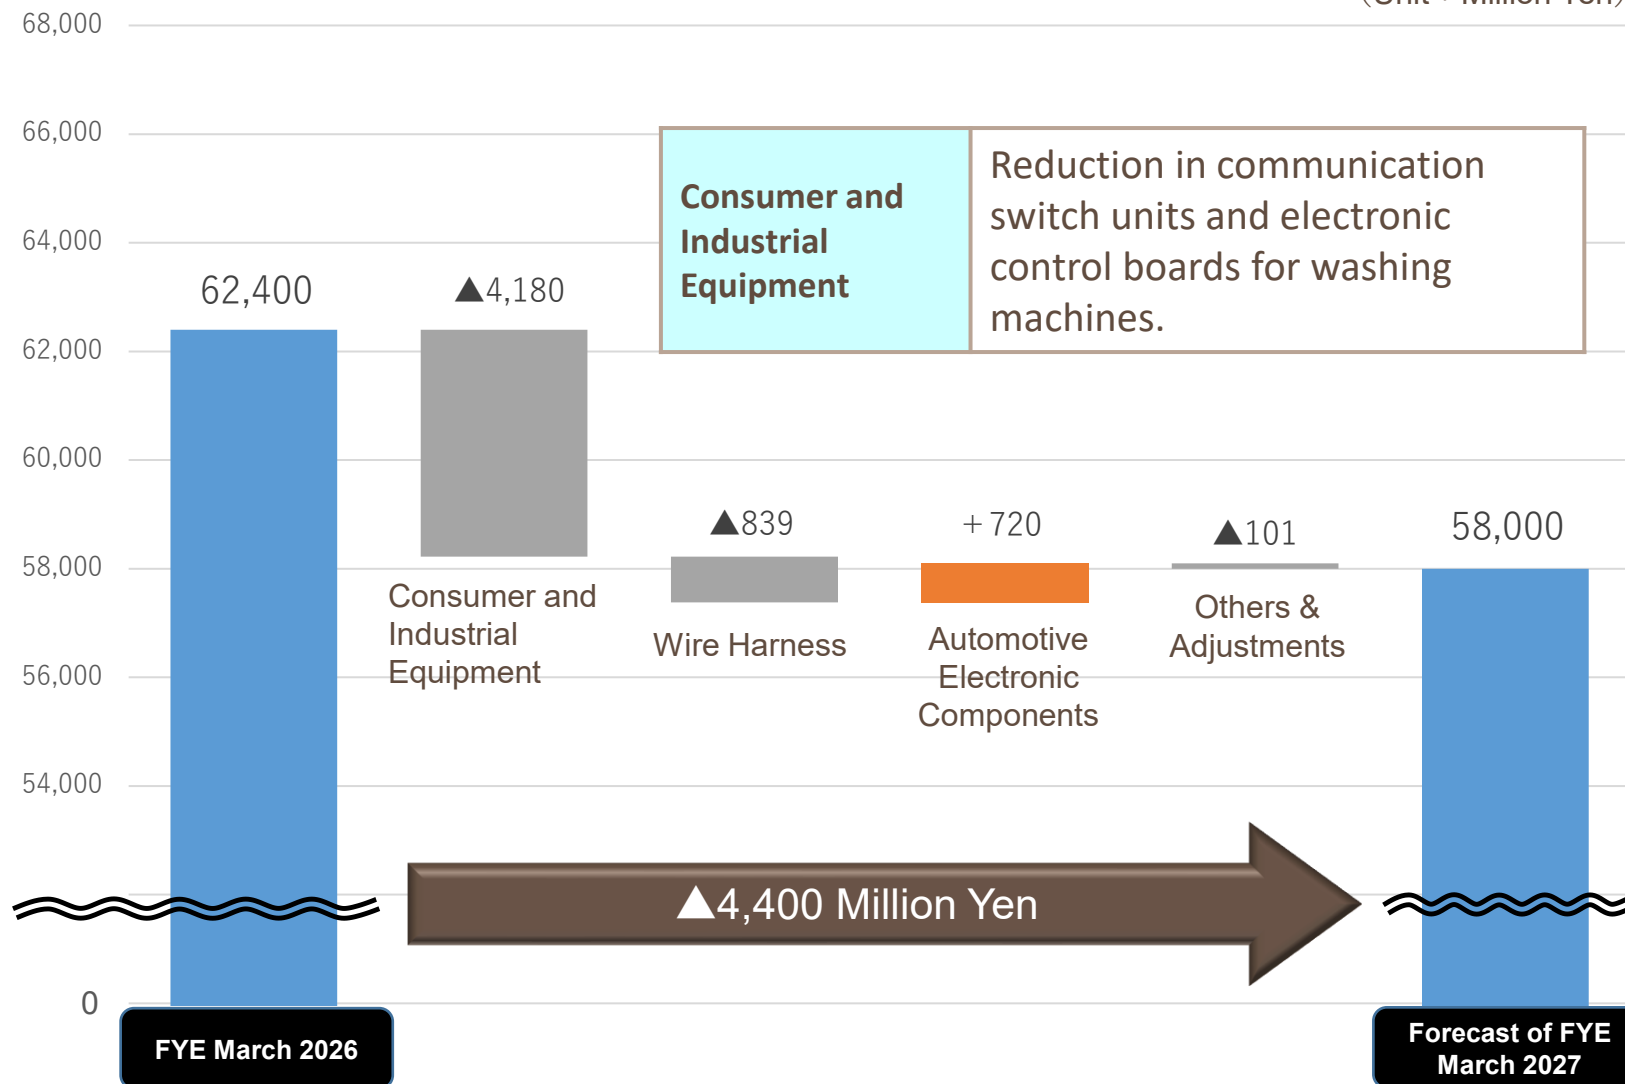 (Unit : Million Yen)
68,000
66,000
64,000
62,000
60,000
58,000
56,000
54,000
0
Consumer and
Industrial
Equipment
Reduction in communication
switch units and electronic
control boards for washing
machines.
62,400
▲4,180
▲839
+720
▲101
58,000
Consumer and
Industrial
Equipment
Wire Harness
Automotive
Electronic
Components
Others &
Adjustments
▲4,400 Million Yen
FYE March 2026
Forecast of FYE
March 2027